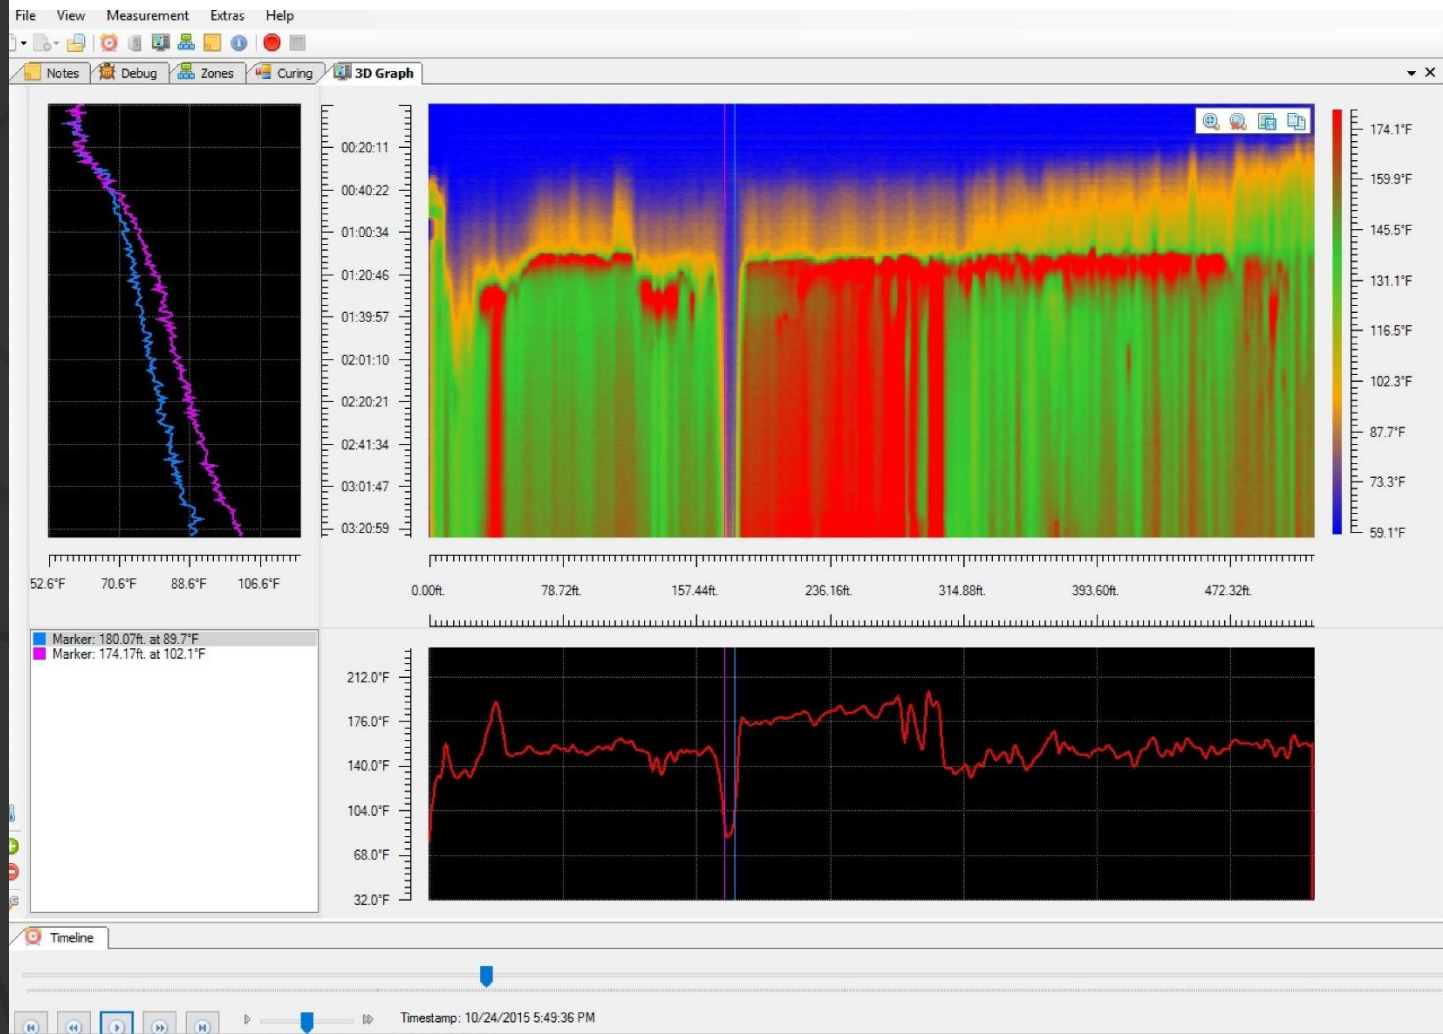 File View Measurement Extras Help
Notes Debug Zones Curing 3D Graph
00:20:11
00:40:22
01:00:34
01:20:46
01:39:57
02:01:10
02:20:21
02:41:34
03:01:47
03:20:59
174.1°F
159.9°F
145.5°F
131.1°F
116.5°F
102.3°F
87.7°F
73.3°F
59.1°F
52.6°F 70.6°F 88.6°F 106.6°F
0.00ft. 78.72ft. 157.44ft. 236.16ft. 314.88ft. 393.60ft. 472.32ft.
Marker: 180.07ft. at 89.7°F
Marker: 174.17ft. at 102.1°F
212.0°F
176.0°F
140.0°F
104.0°F
68.0°F
32.0°F
Timeline
Timestamp: 10/24/2015 5:49:36 PM